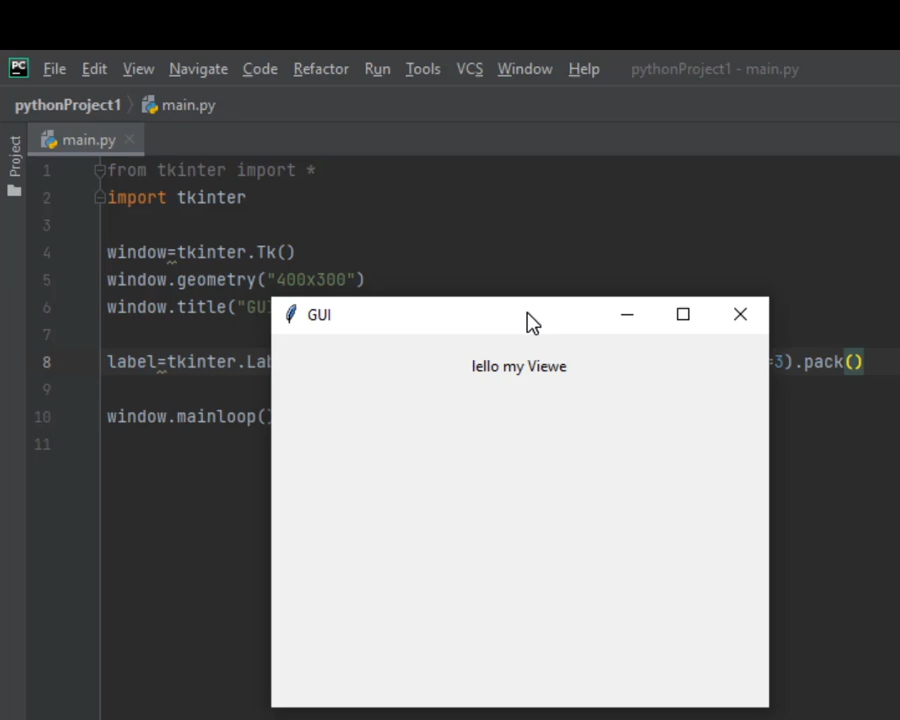 PC File Edit View Navigate Code Refactor Run Tools VCS Window Help pythonProject1 - main.py
pythonProject1 main.py
main.py
Project
1 from tkinter import *
2 import tkinter
3
4 window=tkinter.Tk()
5 window.geometry("400x300")
6 window.title("GU
GUI
7
8 label=tkinter.Lab =3).pack()
lello my Viewe
9
10 window.mainloop()
11